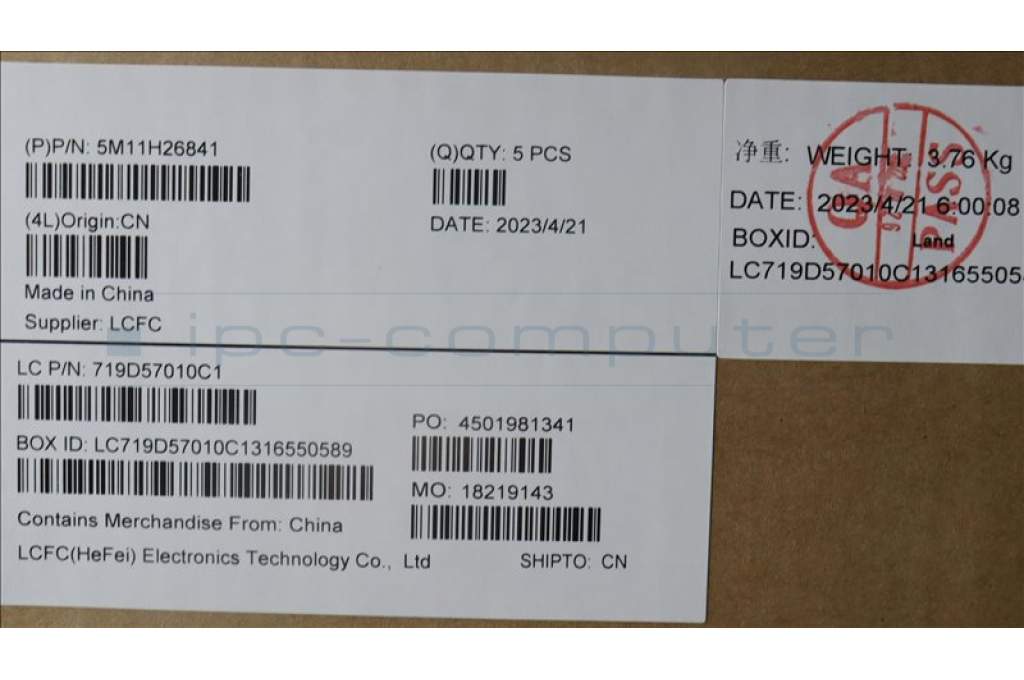 (P)P/N: 5M11H26841
(Q)QTY: 5 PCS
(4L)Origin:CN
DATE: 2023/4/21
Made in China
Supplier: LCFC
净重: WEIGHT: 3.76 Kg
DATE: 2023/4/21 6:00:08
BOXID: Land
LC719D57010C13165505
QA
PASS
ipc-computer
LC P/N: 719D57010C1
PO: 4501981341
BOX ID: LC719D57010C1316550589
MO: 18219143
Contains Merchandise From: China
LCFC(HeFei) Electronics Technology Co., Ltd
SHIPTO: CN